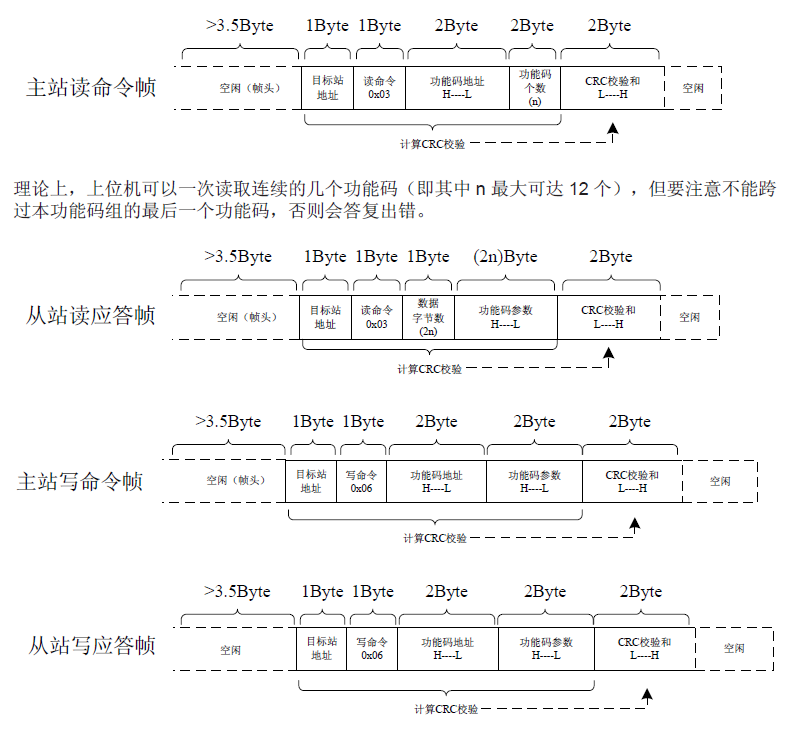 >3.5Byte 1Byte 1Byte 2Byte 2Byte 2Byte
主站读命令帧
空闲（帧头）
目标站
地址
读命令
0x03
功能码地址
H----L
功能码
个数
(n)
CRC校验和
L----H
空闲
计算CRC校验
理论上，上位机可以一次读取连续的几个功能码（即其中 n 最大可达 12 个），但要注意不能跨
过本功能码组的最后一个功能码，否则会答复出错。
>3.5Byte 1Byte 1Byte 1Byte (2n)Byte 2Byte
从站读应答帧
空闲（帧头）
目标站
地址
读命令
0x03
数据
字节数
(2n)
功能码参数
H----L
CRC校验和
L----H
空闲
计算CRC校验
>3.5Byte 1Byte 1Byte 2Byte 2Byte 2Byte
主站写命令帧
空闲（帧头）
目标站
地址
写命令
0x06
功能码地址
H----L
功能码参数
H----L
CRC校验和
L----H
空闲
计算CRC校验
>3.5Byte 1Byte 1Byte 2Byte 2Byte 2Byte
从站写应答帧
空闲
目标站
地址
写命令
0x06
功能码地址
H----L
功能码参数
H----L
CRC校验和
L----H
空闲
计算CRC校验